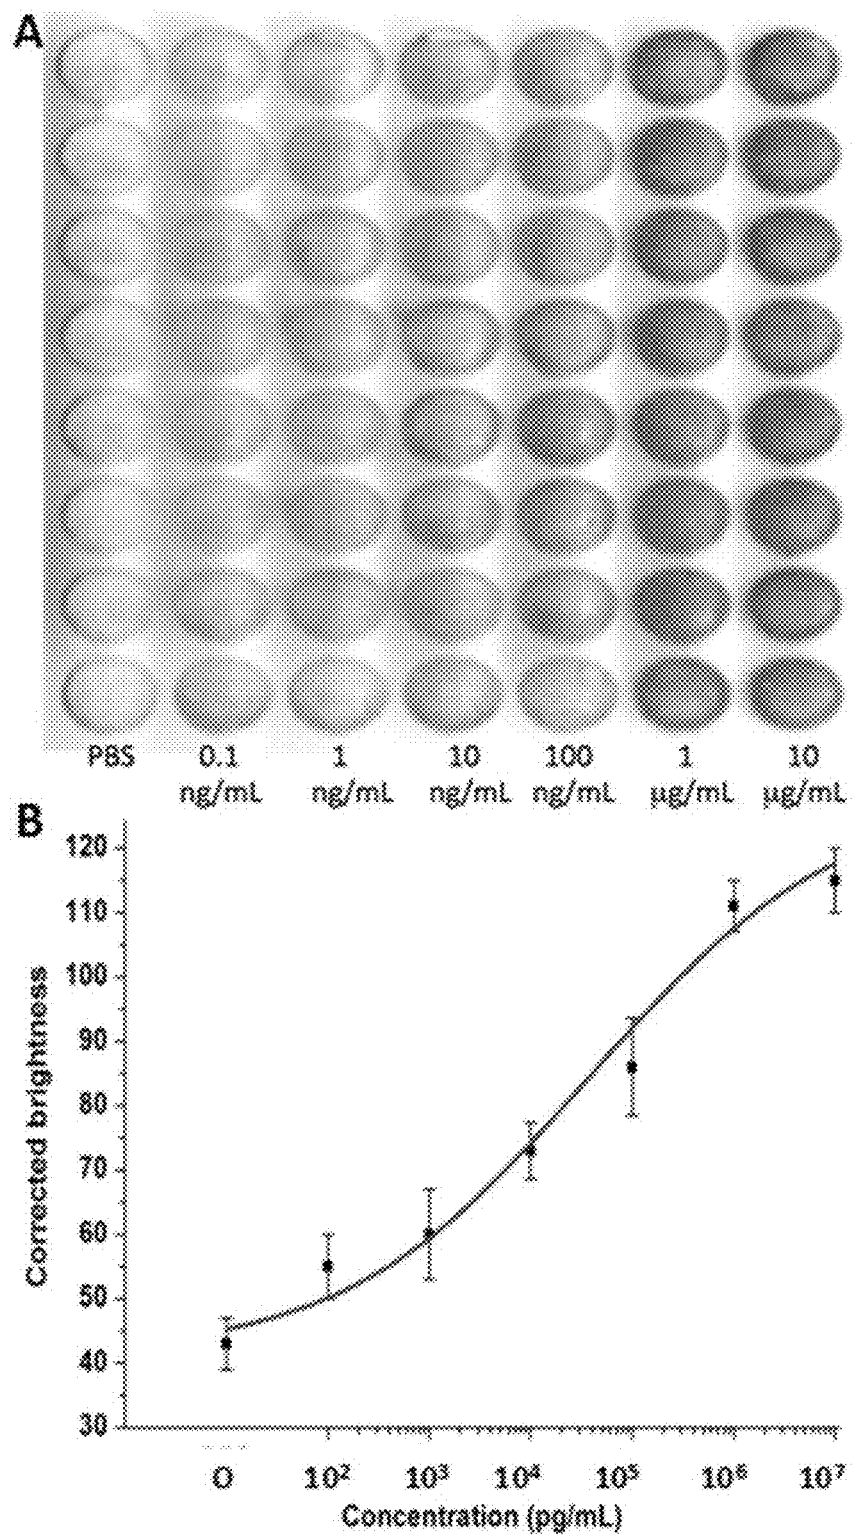 A
PBS 0.1 1 10 100 1 10
ng/mL ng/mL ng/mL ng/mL µg/mL µg/mL
B
120
110
100
90
80
70
60
50
40
30
Corrected brightness
0 10² 10³ 10⁴ 10⁵ 10⁶ 10⁷
Concentration (pg/mL)